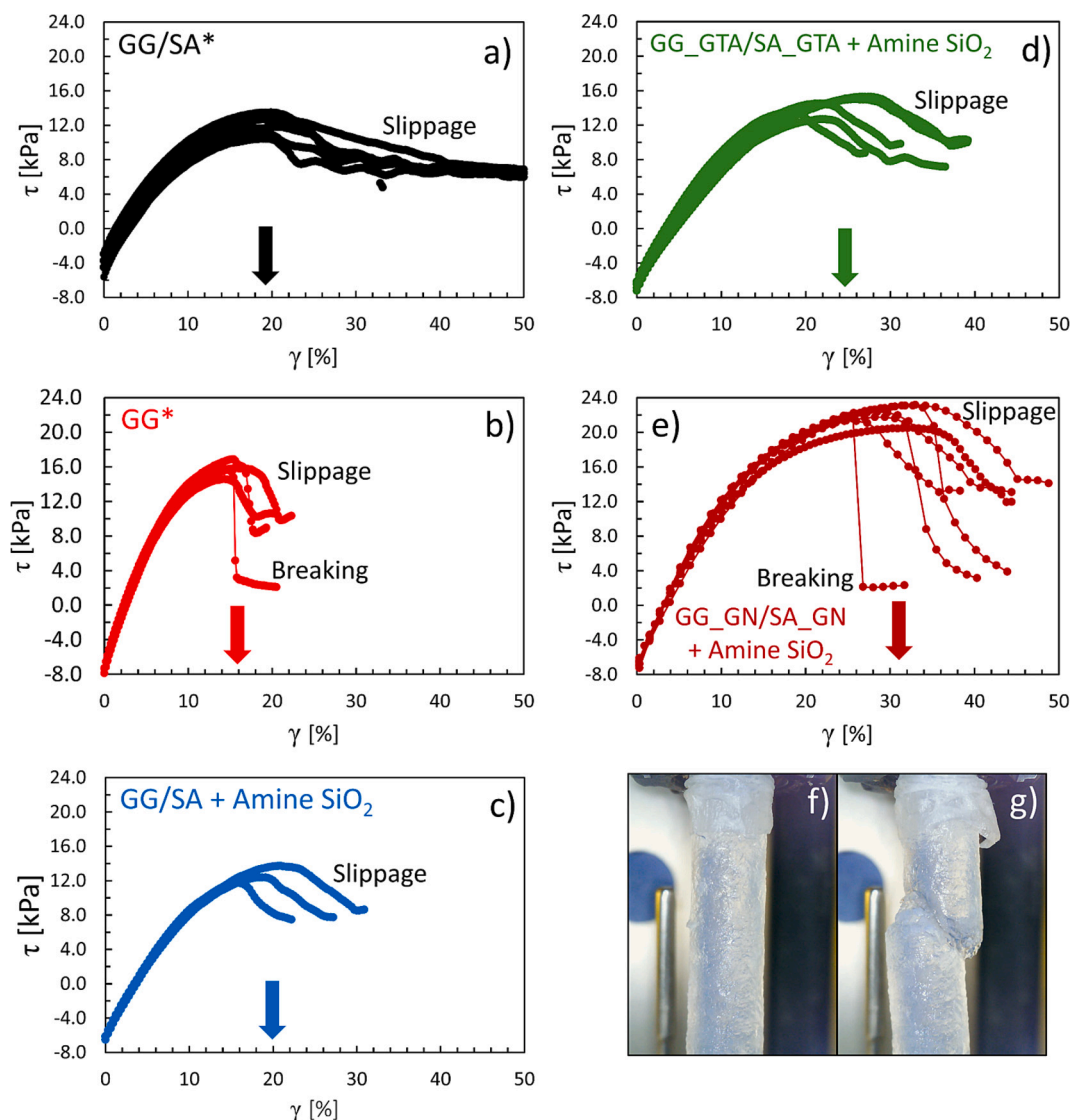 24.0
20.0
16.0
12.0
8.0
4.0
0.0
-4.0
-8.0
τ [kPa]
GG/SA*
a)
Slippage
0 10 20 30 40 50
γ [%]
24.0
20.0
16.0
12.0
8.0
4.0
0.0
-4.0
-8.0
τ [kPa]
GG_GTA/SA_GTA + Amine SiO₂
d)
Slippage
0 10 20 30 40 50
γ [%]
24.0
20.0
16.0
12.0
8.0
4.0
0.0
-4.0
-8.0
τ [kPa]
GG*
b)
Slippage
Breaking
0 10 20 30 40 50
γ [%]
24.0
20.0
16.0
12.0
8.0
4.0
0.0
-4.0
-8.0
τ [kPa]
e)
Slippage
Breaking
GG_GN/SA_GN
+ Amine SiO₂
0 10 20 30 40 50
γ [%]
24.0
20.0
16.0
12.0
8.0
4.0
0.0
-4.0
-8.0
τ [kPa]
GG/SA + Amine SiO₂
c)
Slippage
0 10 20 30 40 50
γ [%]
f)
g)